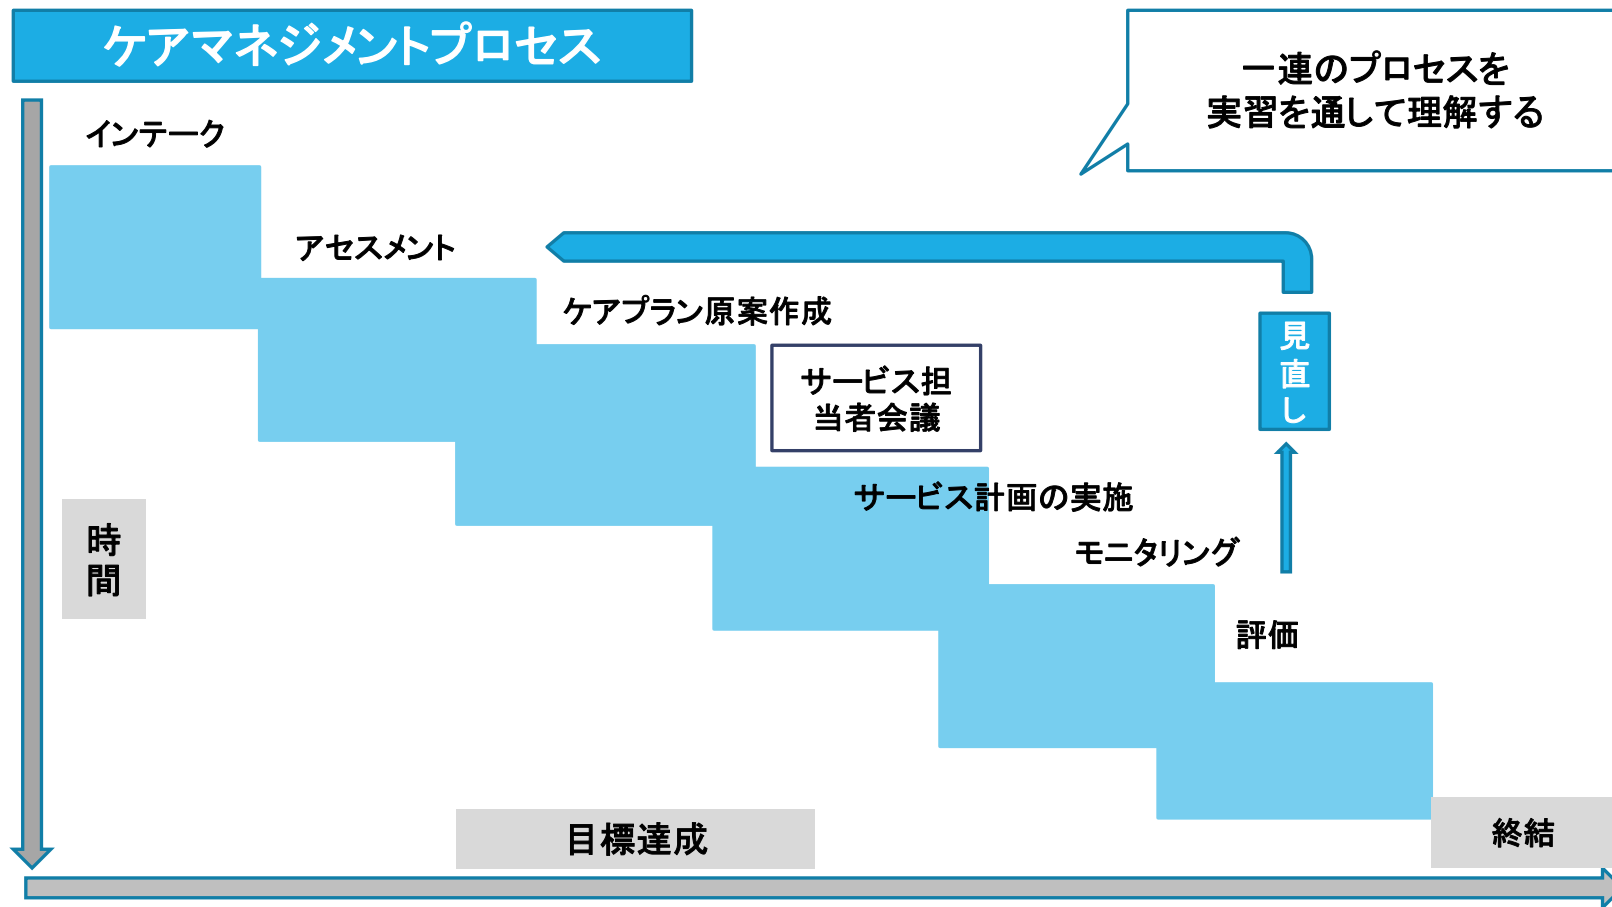 ケアマネジメントプロセス
一連のプロセスを
実習を通して理解する
インテーク
アセスメント
ケアプラン原案作成
サービス担
当者会議
見
直
し
サービス計画の実施
モニタリング
時
間
評価
目標達成
終結